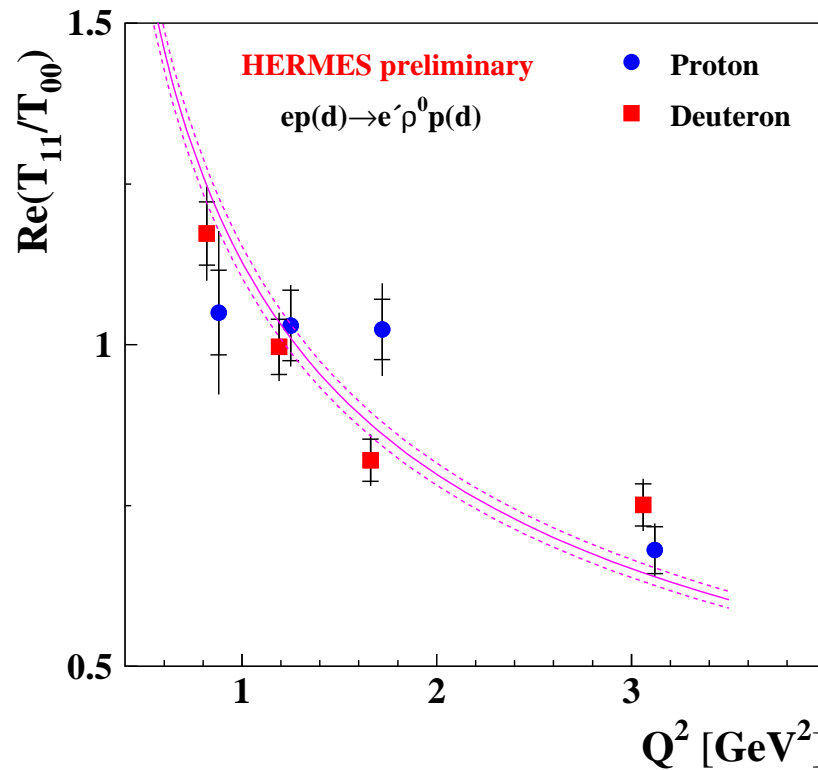 HERMES preliminary
ep(d)→e´ρ⁰p(d)
Proton
Deuteron
Re(T₁₁/T₀₀)
1.5
1
0.5
1 2 3
Q² [GeV²]